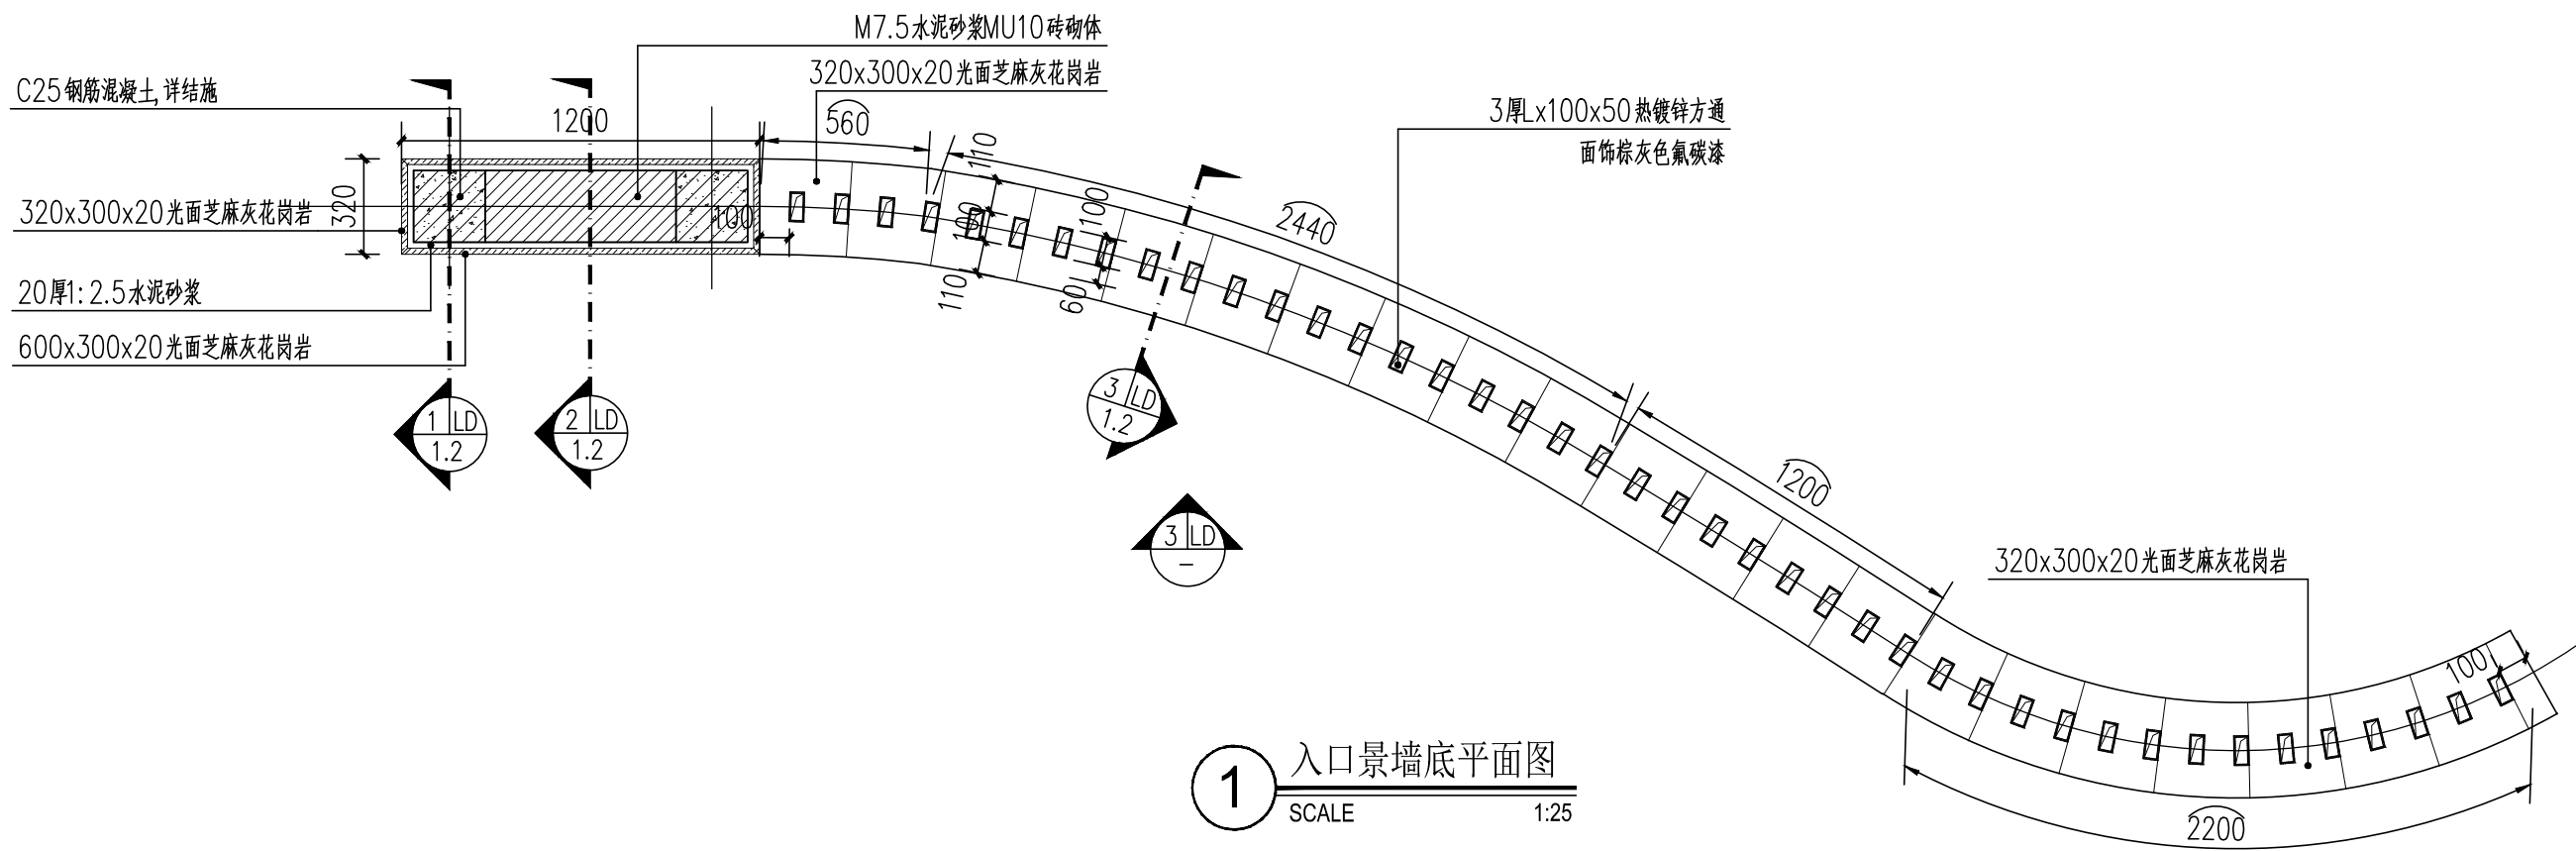 M7.5水泥砂浆MU10砖砌体
320x300x20光面芝麻灰花岗岩
C25钢筋混凝土,详结施
3厚Lx100x50热镀锌方通
面饰棕灰色氟碳漆
1200
560
110
100
110
100
60
2440
320
320x300x20光面芝麻灰花岗岩
100
20厚1:2.5水泥砂浆
600x300x20光面芝麻灰花岗岩
1 LD
1.2
2 LD
1.2
3 LD
1.2
3 LD
–
1200
320x300x20光面芝麻灰花岗岩
100
2200
1 入口景墙底平面图
SCALE 1:25